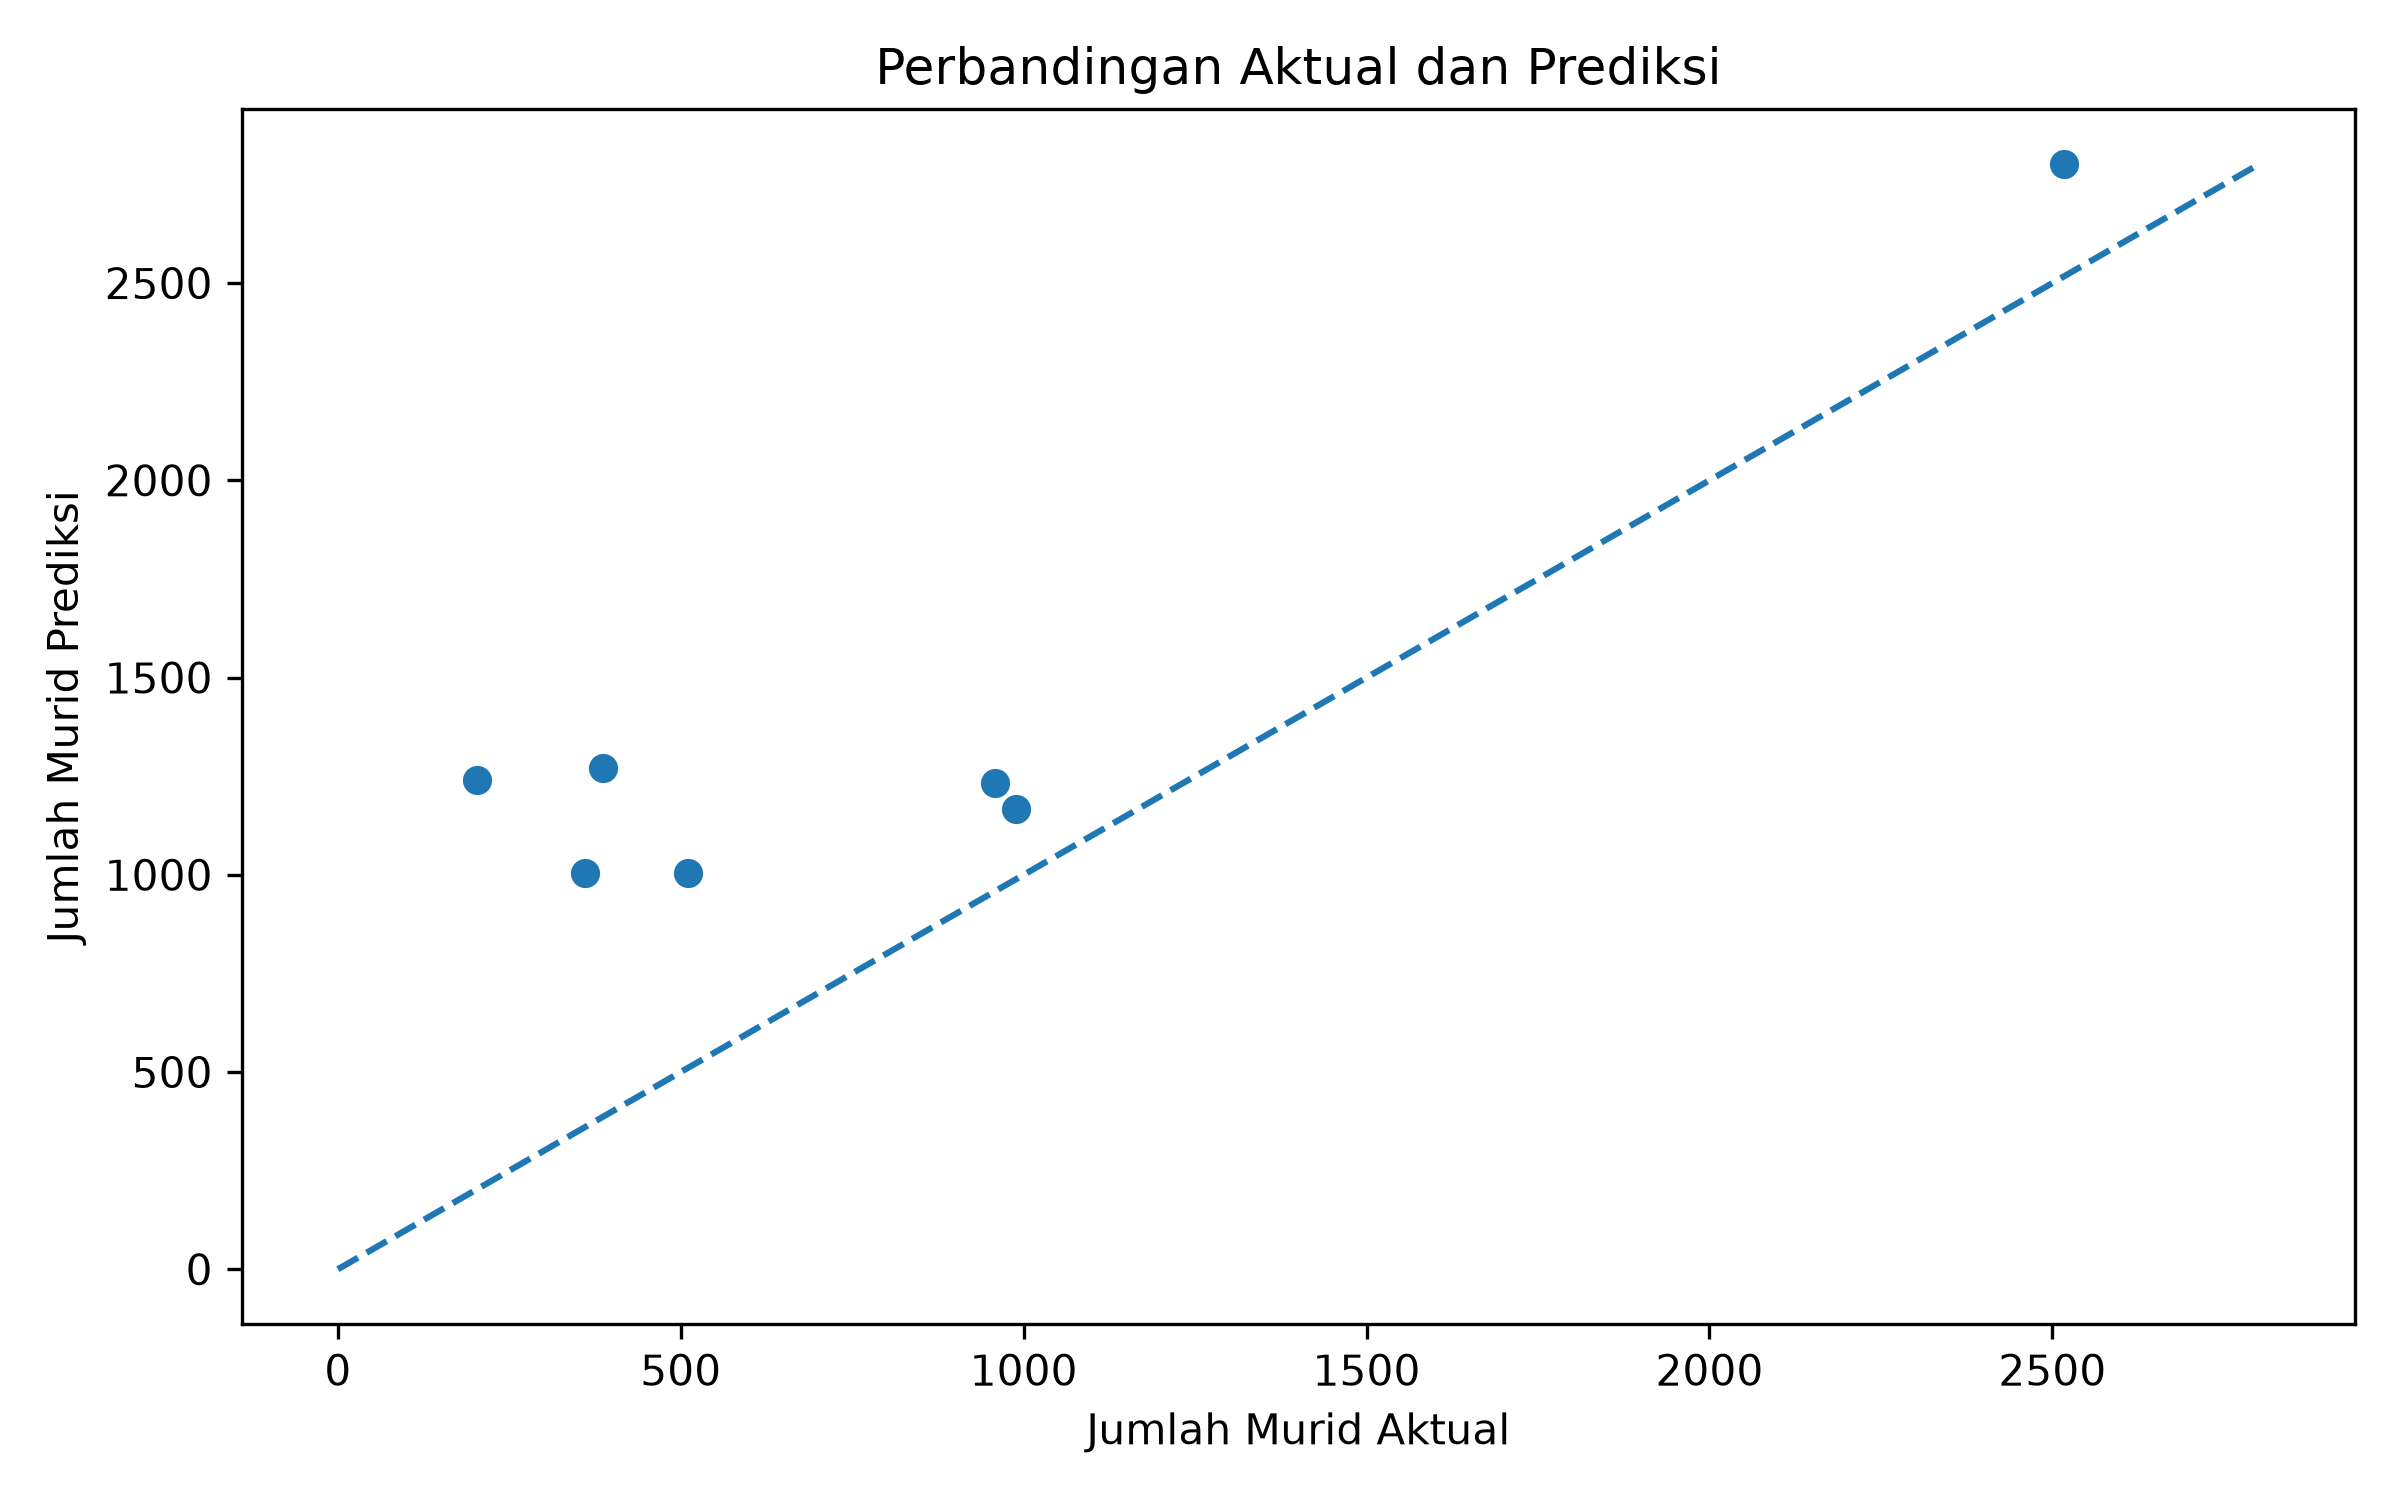 Perbandingan Aktual dan Prediksi
Jumlah Murid Prediksi
2500
2000
1500
1000
500
0
0 500 1000 1500 2000 2500
Jumlah Murid Aktual